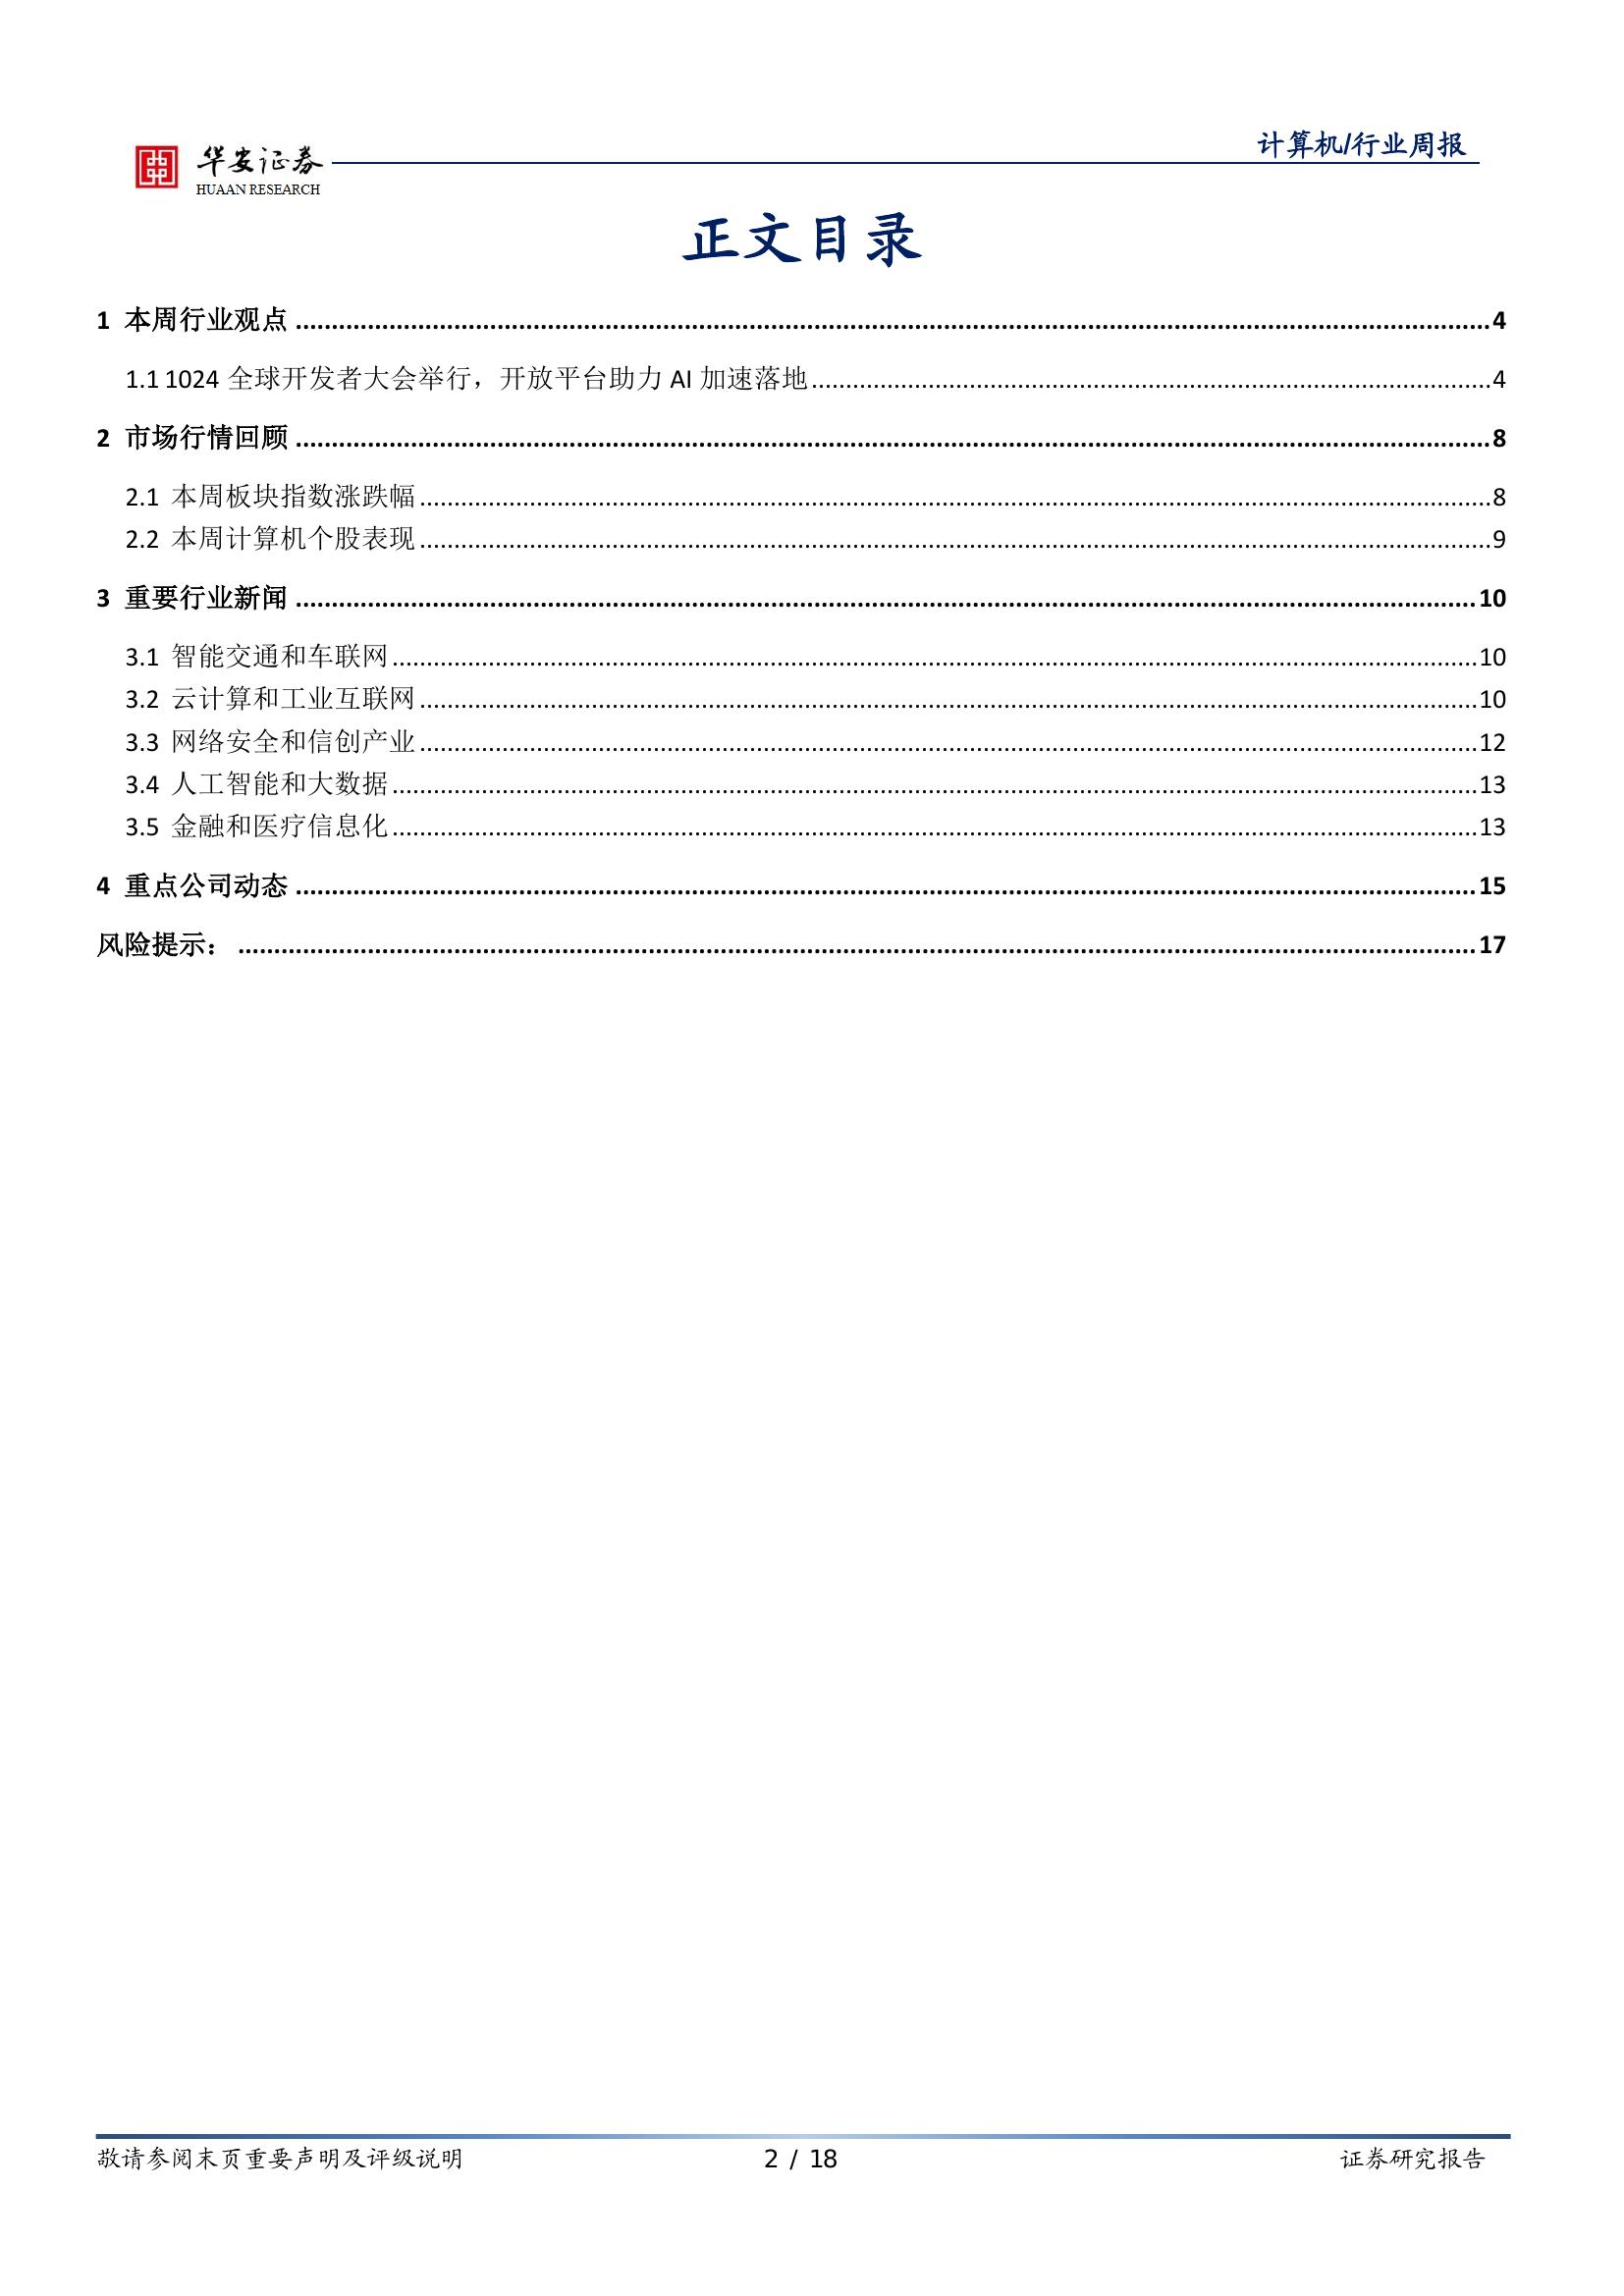 华安证券
HUAAN RESEARCH
计算机/行业周报
正文目录
1 本周行业观点 ........ 4
1.1 1024 全球开发者大会举行，开放平台助力 AI 加速落地 ........ 4
2 市场行情回顾 ........ 8
2.1 本周板块指数涨跌幅 ........ 8
2.2 本周计算机个股表现 ........ 9
3 重要行业新闻 ........ 10
3.1 智能交通和车联网 ........ 10
3.2 云计算和工业互联网 ........ 10
3.3 网络安全和信创产业 ........ 12
3.4 人工智能和大数据 ........ 13
3.5 金融和医疗信息化 ........ 13
4 重点公司动态 ........ 15
风险提示： ........ 17
敬请参阅末页重要声明及评级说明 2 / 18 证券研究报告